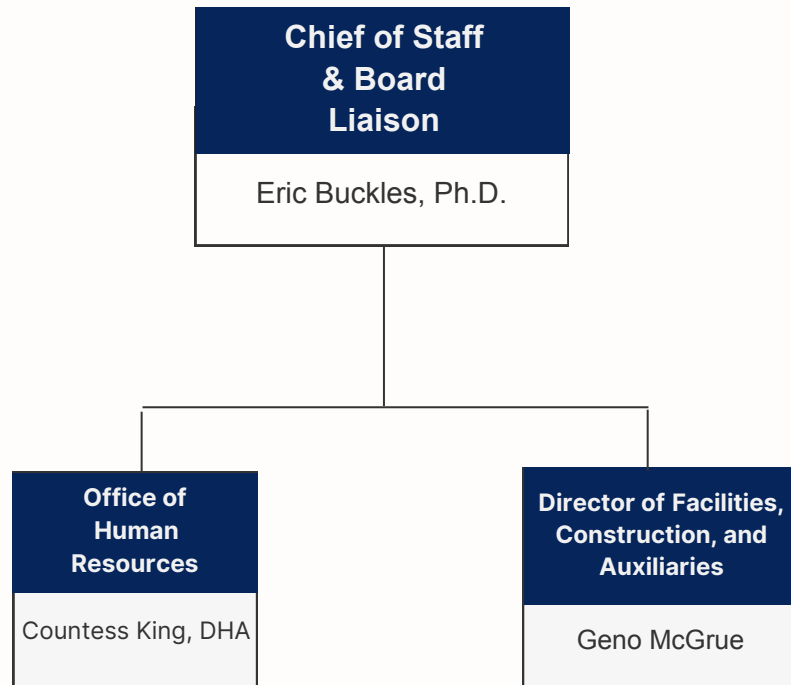 Chief of Staff
& Board
Liaison
Eric Buckles, Ph.D.
Office of
Human
Resources
Countess King, DHA
Director of Facilities,
Construction, and
Auxiliaries
Geno McGrue